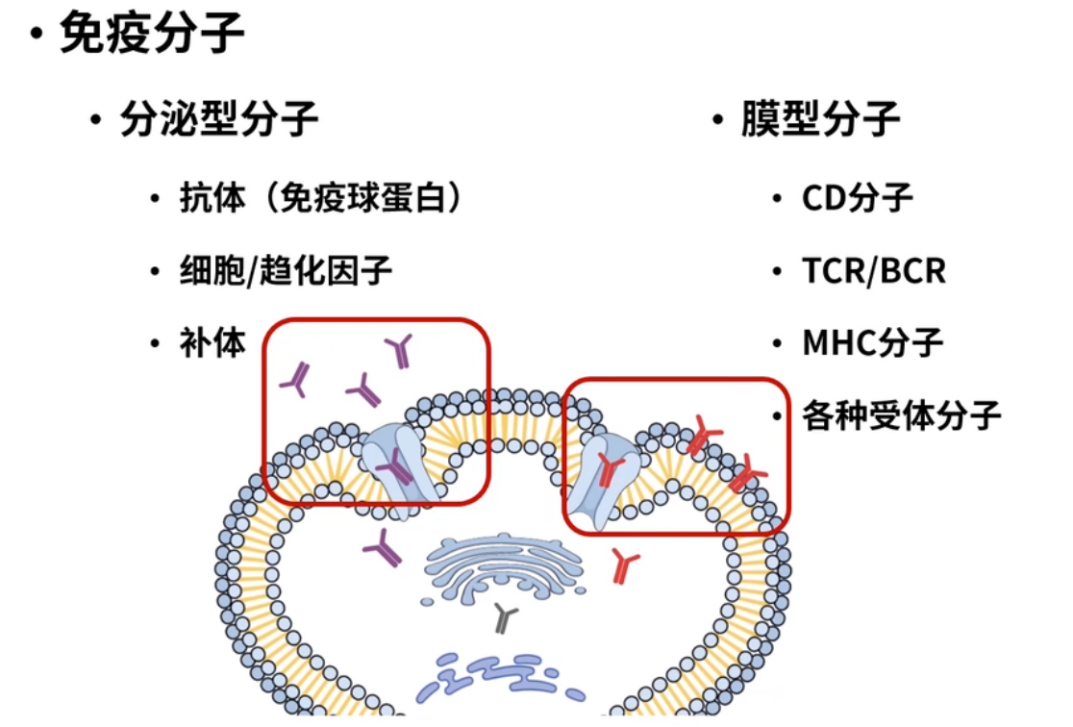 • 免疫分子
• 分泌型分子
• 抗体（免疫球蛋白）
• 细胞/趋化因子
• 补体
• 膜型分子
• CD分子
• TCR/BCR
• MHC分子
• 各种受体分子